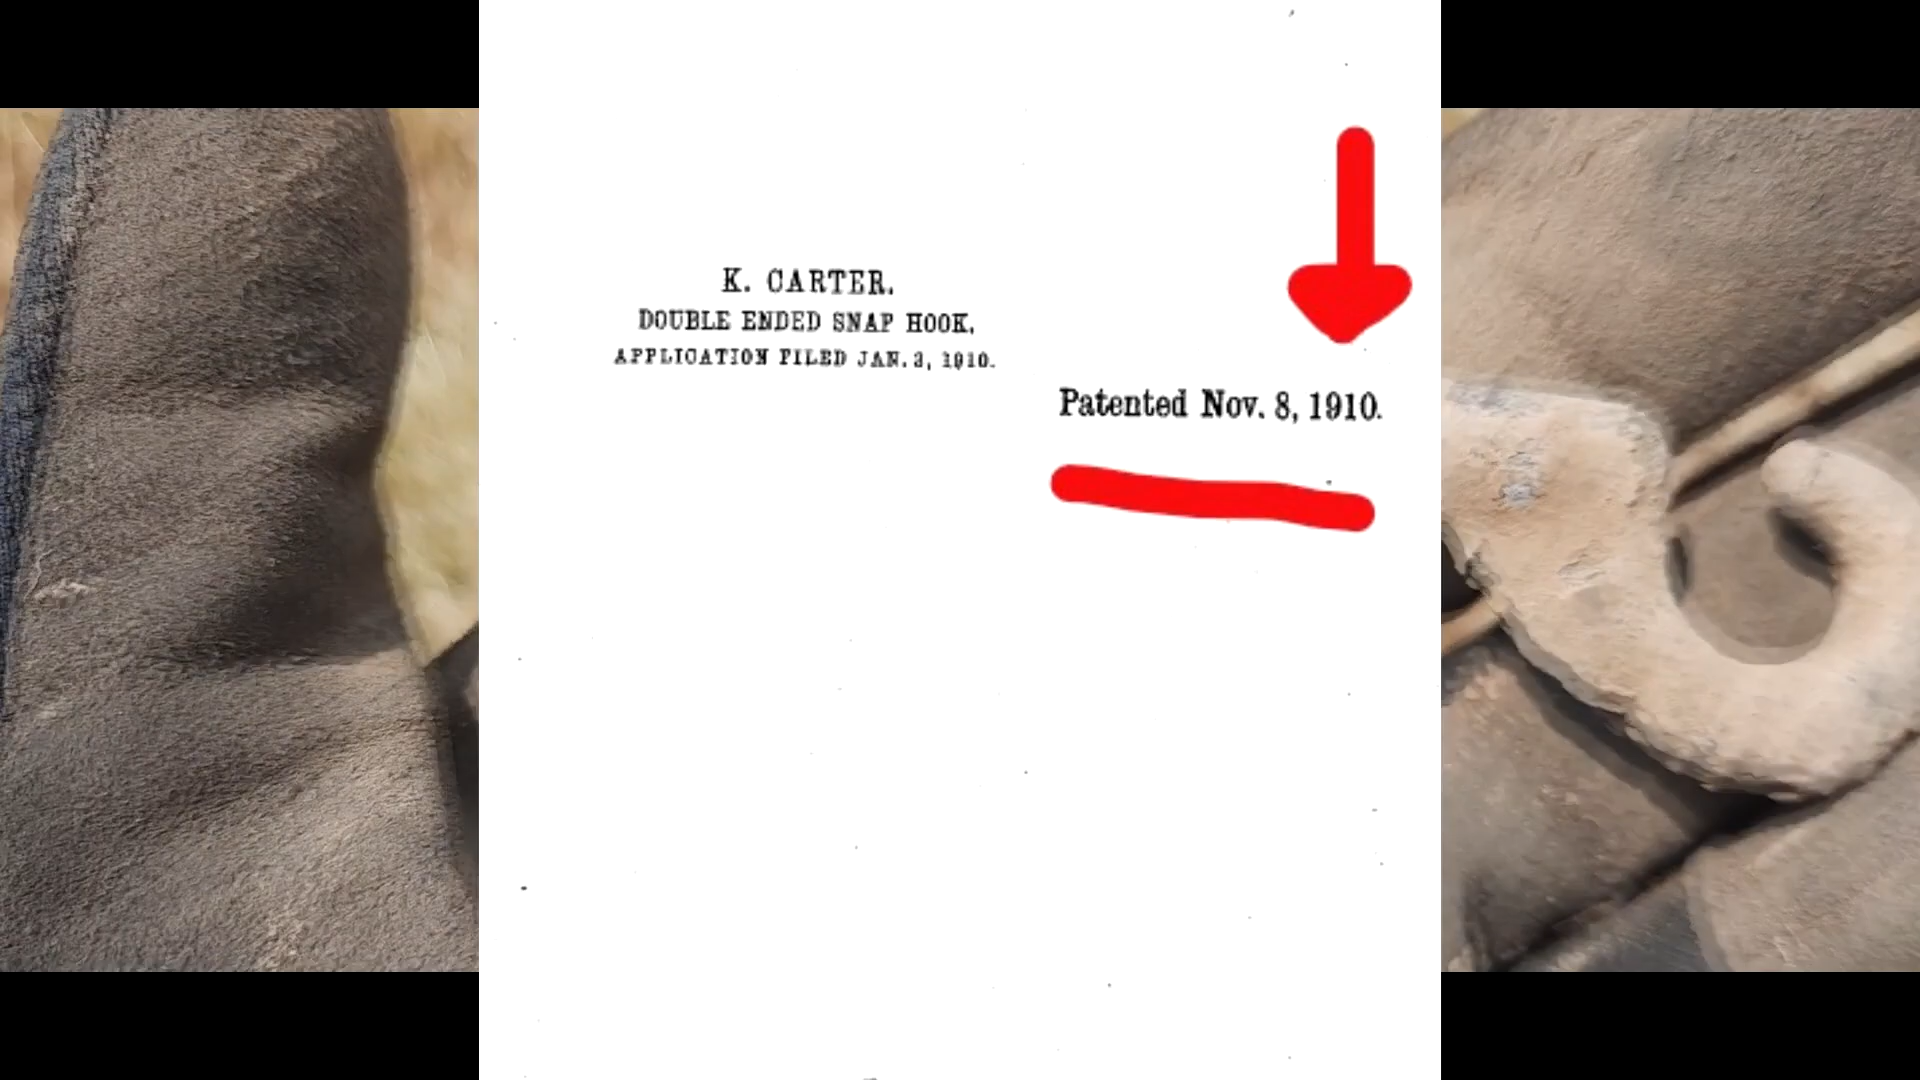 K. CARTER.
DOUBLE ENDED SNAP HOOK.
APPLICATION FILED JAN. 3, 1910.
Patented Nov. 8, 1910.